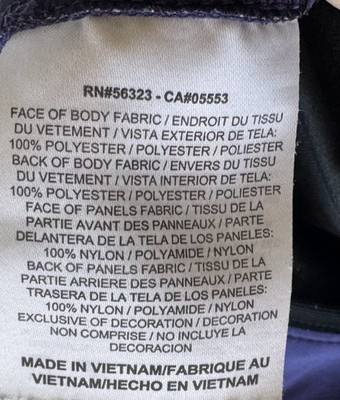 RN#56323 - CA#05553
FACE OF BODY FABRIC / ENDROIT DU TISSU
DU VETEMENT / VISTA EXTERIOR DE TELA:
100% POLYESTER / POLYESTER / POLIESTER
BACK OF BODY FABRIC / ENVERS DU TISSU
DU VETEMENT / VISTA INTERIOR DE TELA:
100% POLYESTER / POLYESTER / POLIESTER
FACE OF PANELS FABRIC / TISSU DE LA
PARTIE AVANT DES PANNEAUX / PARTE
DELANTERA DE LA TELA DE LOS PANELES:
100% NYLON / POLYAMIDE / NYLON
BACK OF PANELS FABRIC / TISSU DE LA
PARTIE ARRIERE DES PANNEAUX / PARTE
TRASERA DE LA TELA DE LOS PANELES:
100% NYLON / POLYAMIDE / NYLON
EXCLUSIVE OF DECORATION / DECORATION
NON COMPRISE / NO INCLUYE LA
DECORACION
MADE IN VIETNAM/FABRIQUE AU
VIETNAM/HECHO EN VIETNAM